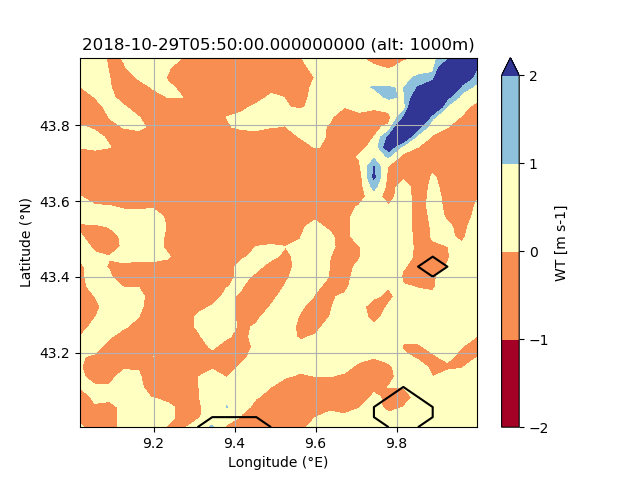 2018-10-29T05:50:00.000000000 (alt: 1000m)
43.8
43.6
43.4
43.2
Latitude (°N)
9.2 9.4 9.6 9.8
Longitude (°E)
2
1
0
−1
−2
WT [m s-1]